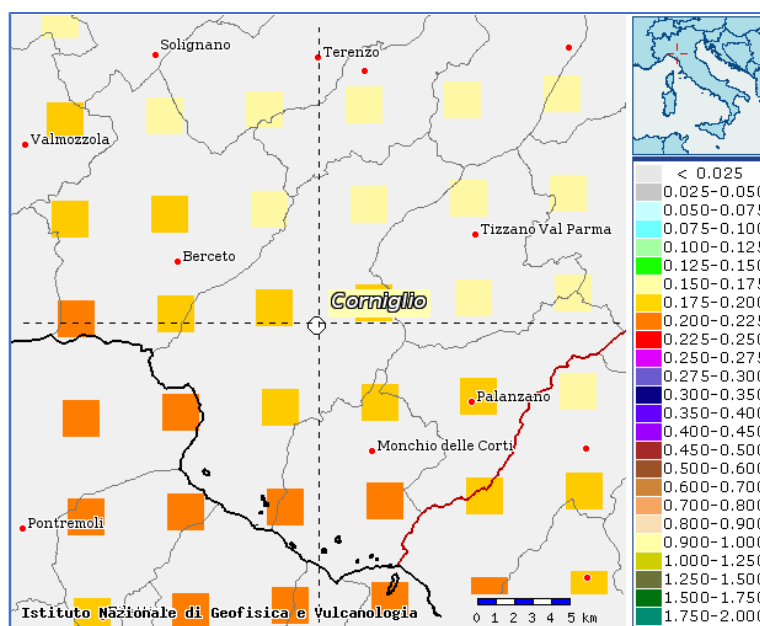 Solignano
Terenzo
Valmozzola
Tizzano Val Parma
Berceto
Corniglio
Palanzano
Monchio delle Corti
Pontremoli
Istituto Nazionale di Geofisica e Vulcanologia
0 1 2 3 4 5 km
< 0.025
0.025-0.050
0.050-0.075
0.075-0.100
0.100-0.125
0.125-0.150
0.150-0.175
0.175-0.200
0.200-0.225
0.225-0.250
0.250-0.275
0.275-0.300
0.300-0.350
0.350-0.400
0.400-0.450
0.450-0.500
0.500-0.600
0.600-0.700
0.700-0.800
0.800-0.900
0.900-1.000
1.000-1.250
1.250-1.500
1.500-1.750
1.750-2.000